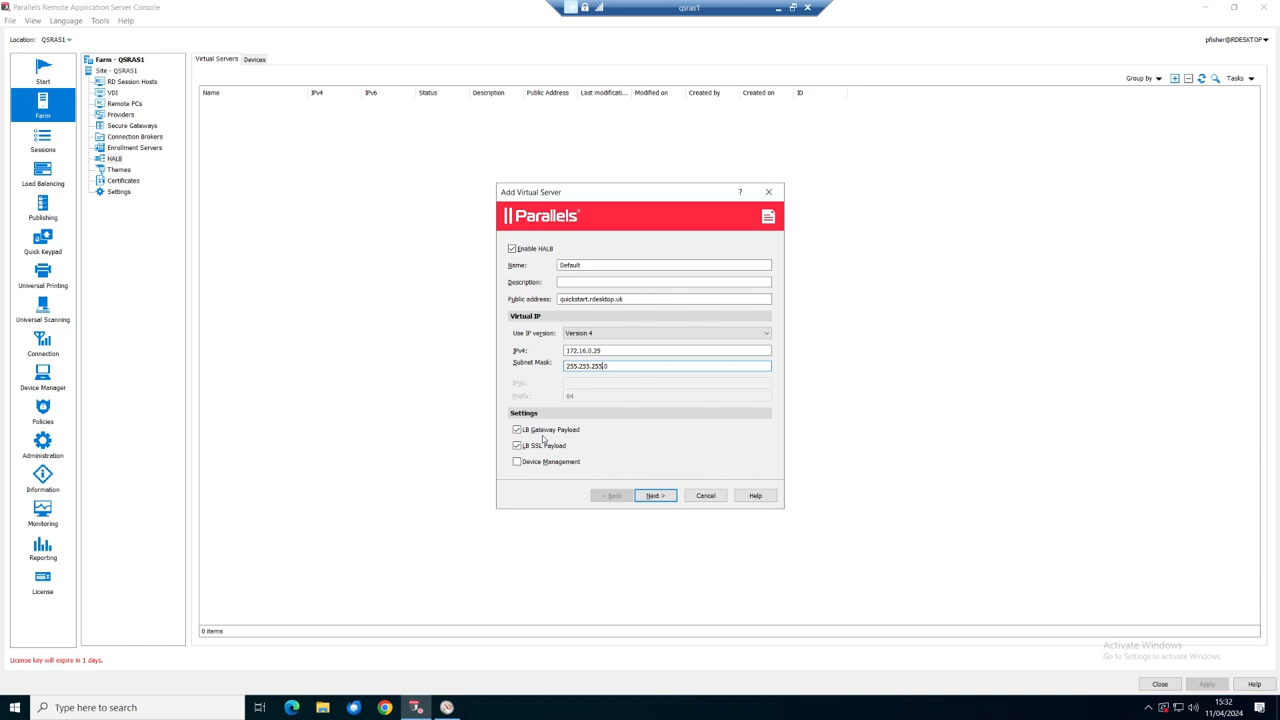 Parallels Remote Application Server Console
qsras1
File View Language Tools Help
Location: QSRAS1
pfisher@RDESKTOP
Start
Farm
Sessions
Load Balancing
Publishing
Quick Keypad
Universal Printing
Universal Scanning
Connection
Device Manager
Policies
Administration
Information
Monitoring
Reporting
License
Farm - QSRAS1
Site - QSRAS1
RD Session Hosts
VDI
Remote PCs
Providers
Secure Gateways
Connection Brokers
Enrollment Servers
HALB
Themes
Certificates
Settings
Virtual Servers Devices
Group by Tasks
Name IPv4 IPv6 Status Description Public Address Last modificati... Modified on Created by Created on ID
Add Virtual Server
Parallels®
Enable HALB
Name: Default
Description:
Public address: quickstart.rdesktop.uk
Virtual IP
Use IP version: Version 4
IPv4: 172.16.0.25
Subnet Mask: 255.255.255.0
IPv6:
Prefix: 64
Settings
LB Gateway Payload
LB SSL Payload
Device Management
< Back Next > Cancel Help
0 items
Activate Windows
Go to Settings to activate Windows.
License key will expire in 1 days.
Close Apply Help
Type here to search
15:32
11/04/2024